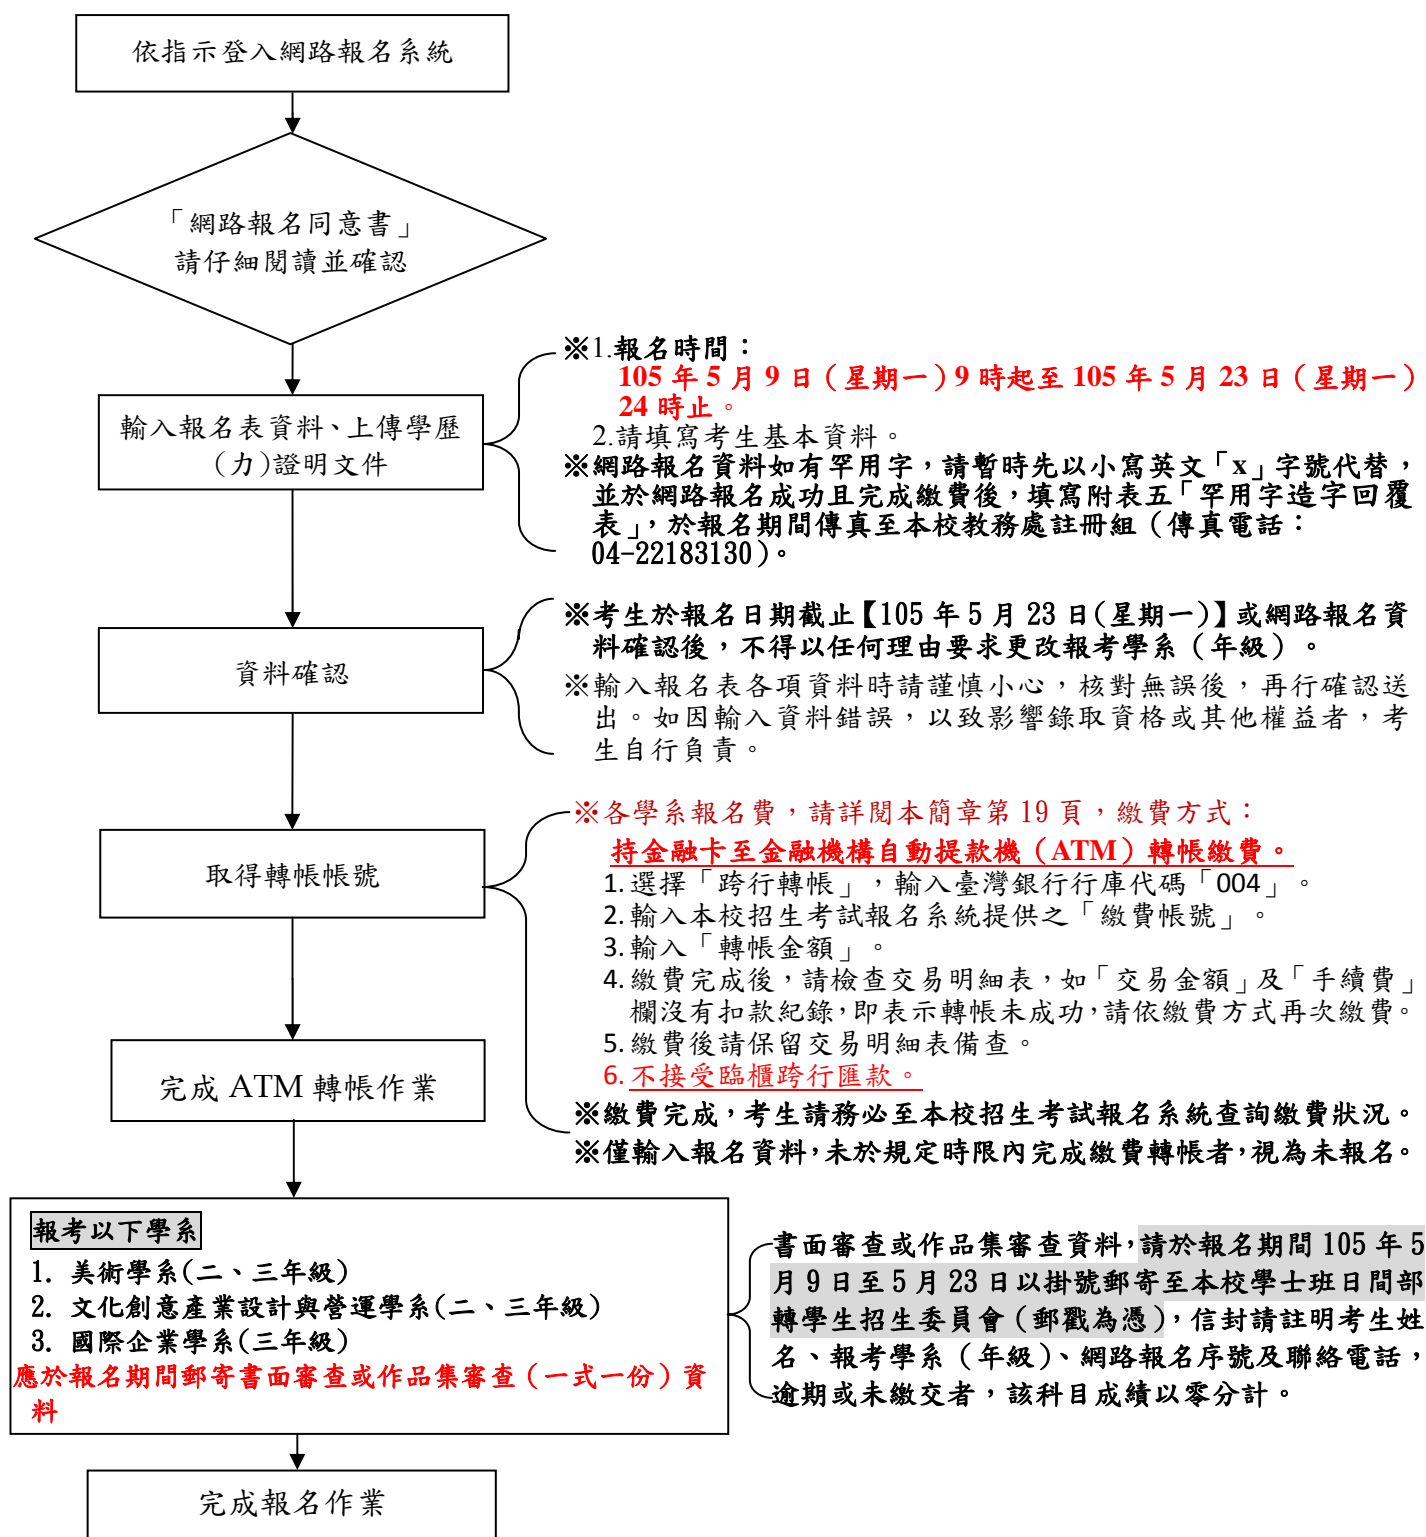 依指示登入網路報名系統
「網路報名同意書」
請仔細閱讀並確認
※1.報名時間：
105 年 5 月 9 日（星期一）9 時起至 105 年 5 月 23 日（星期一）
24 時止。
2.請填寫考生基本資料。
※網路報名資料如有罕用字，請暫時先以小寫英文「x」字號代替，
並於網路報名成功且完成繳費後，填寫附表五「罕用字造字回覆
表」，於報名期間傳真至本校教務處註冊組（傳真電話：
04-22183130）。
輸入報名表資料、上傳學歷
(力)證明文件
※考生於報名日期截止【105 年 5 月 23 日(星期一)】或網路報名資
料確認後，不得以任何理由要求更改報考學系（年級）。
※輸入報名表各項資料時請謹慎小心，核對無誤後，再行確認送
出。如因輸入資料錯誤，以致影響錄取資格或其他權益者，考
生自行負責。
資料確認
※各學系報名費，請詳閱本簡章第 19 頁，繳費方式：
持金融卡至金融機構自動提款機（ATM）轉帳繳費。
1. 選擇「跨行轉帳」，輸入臺灣銀行行庫代碼「004」。
2. 輸入本校招生考試報名系統提供之「繳費帳號」。
3. 輸入「轉帳金額」。
4. 繳費完成後，請檢查交易明細表，如「交易金額」及「手續費」
欄沒有扣款紀錄，即表示轉帳未成功，請依繳費方式再次繳費。
5. 繳費後請保留交易明細表備查。
6. 不接受臨櫃跨行匯款。
※繳費完成，考生請務必至本校招生考試報名系統查詢繳費狀況。
※僅輸入報名資料，未於規定時限內完成繳費轉帳者，視為未報名。
取得轉帳帳號
完成 ATM 轉帳作業
報考以下學系
1. 美術學系(二、三年級)
2. 文化創意產業設計與營運學系(二、三年級)
3. 國際企業學系(三年級)
應於報名期間郵寄書面審查或作品集審查（一式一份）資
料
書面審查或作品集審查資料，請於報名期間 105 年 5
月 9 日至 5 月 23 日以掛號郵寄至本校學士班日間部
轉學生招生委員會（郵戳為憑），信封請註明考生姓
名、報考學系（年級）、網路報名序號及聯絡電話，
逾期或未繳交者，該科目成績以零分計。
完成報名作業